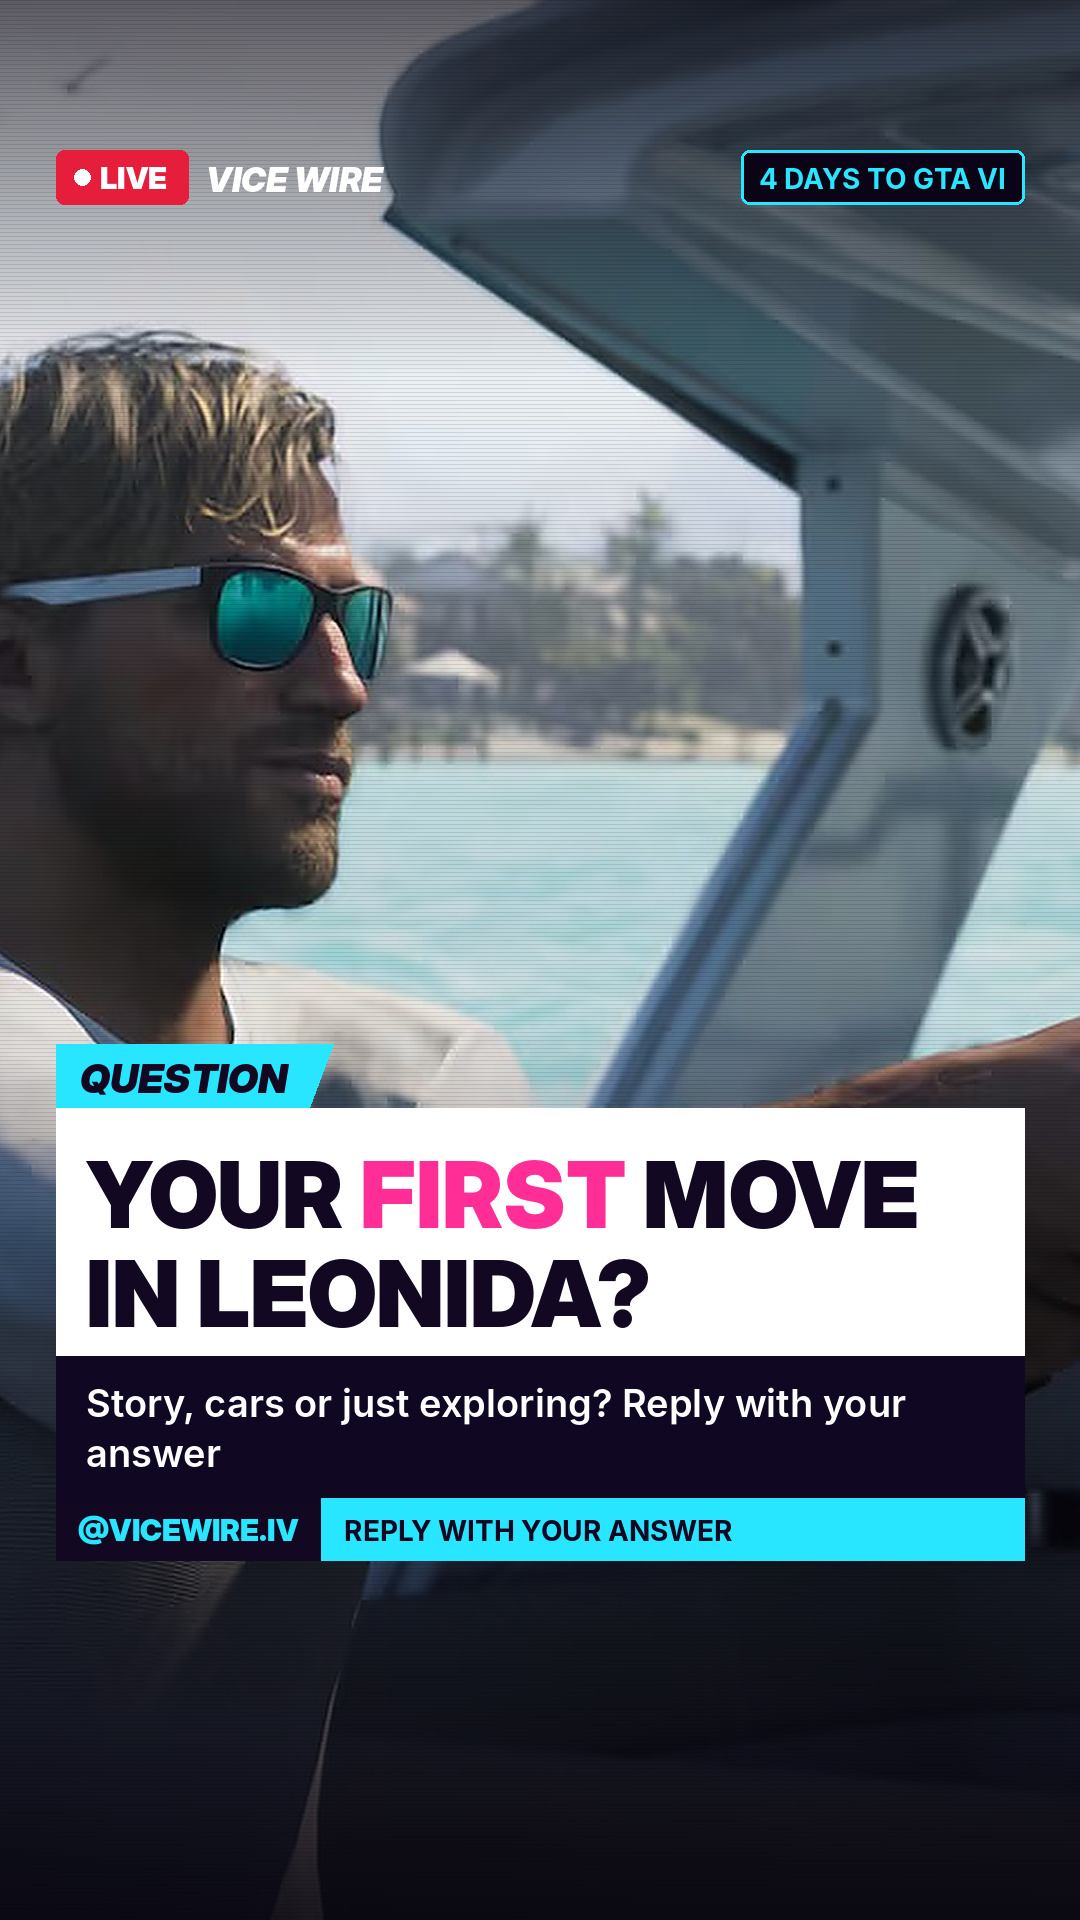 LIVE
VICE WIRE
4 DAYS TO GTA VI
QUESTION
YOUR FIRST MOVE
IN LEONIDA?
Story, cars or just exploring? Reply with your
answer
@VICEWIRE.IV
REPLY WITH YOUR ANSWER